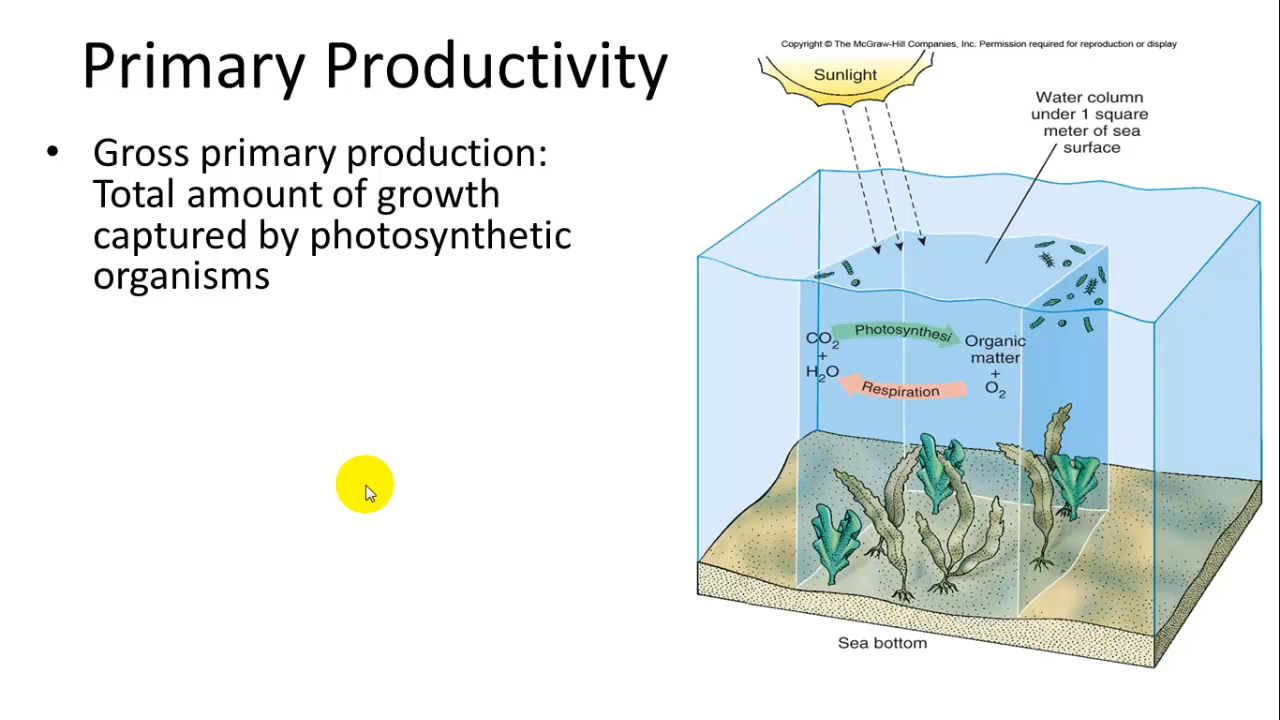 Primary Productivity
• Gross primary production:
Total amount of growth
captured by photosynthetic
organisms
Copyright © The McGraw-Hill Companies, Inc. Permission required for reproduction or display
Sunlight
Water column
under 1 square
meter of sea
surface
CO2
+
H2O
Photosynthesi
Respiration
Organic
matter
+
O2
Sea bottom